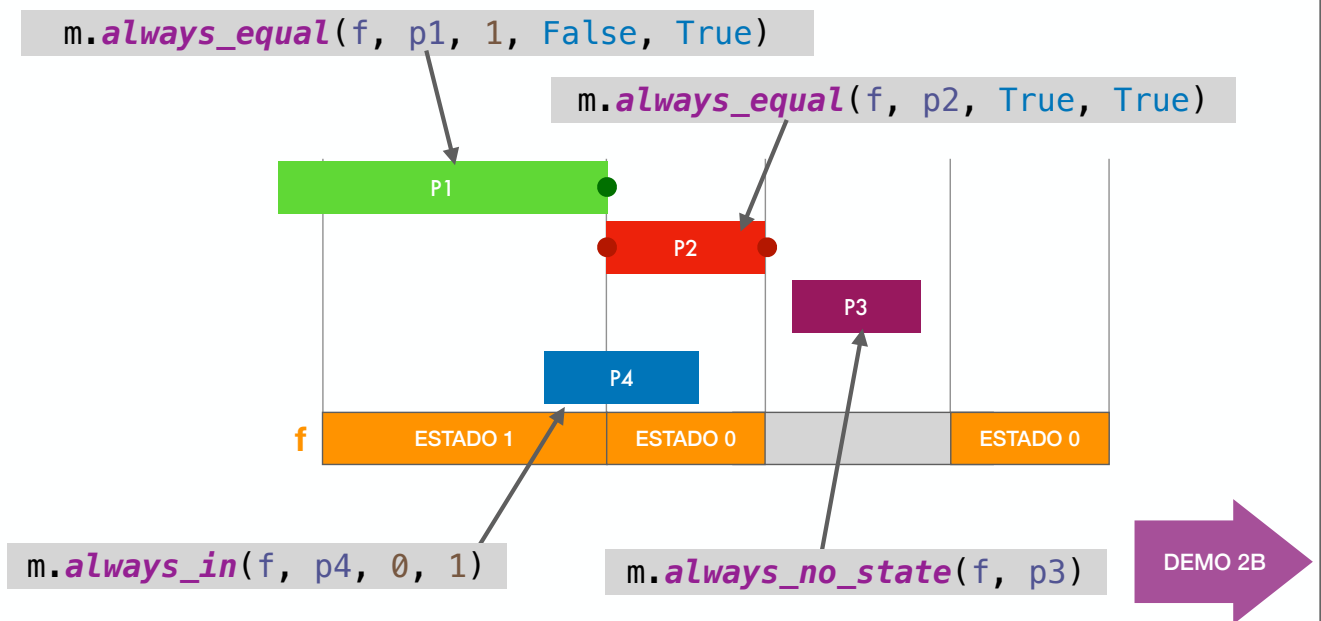 m.always_equal(f, p1, 1, False, True)
m.always_equal(f, p2, True, True)
P1
P2
P3
P4
f
ESTADO 1
ESTADO 0
ESTADO 0
m.always_in(f, p4, 0, 1)
m.always_no_state(f, p3)
DEMO 2B